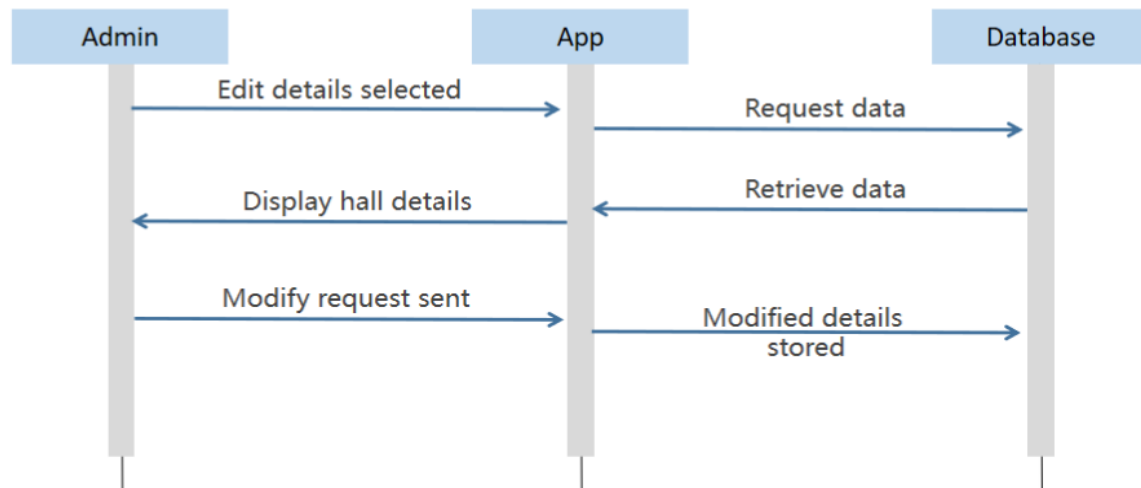 Admin
App
Database
Edit details selected
Request data
Retrieve data
Display hall details
Modify request sent
Modified details
stored